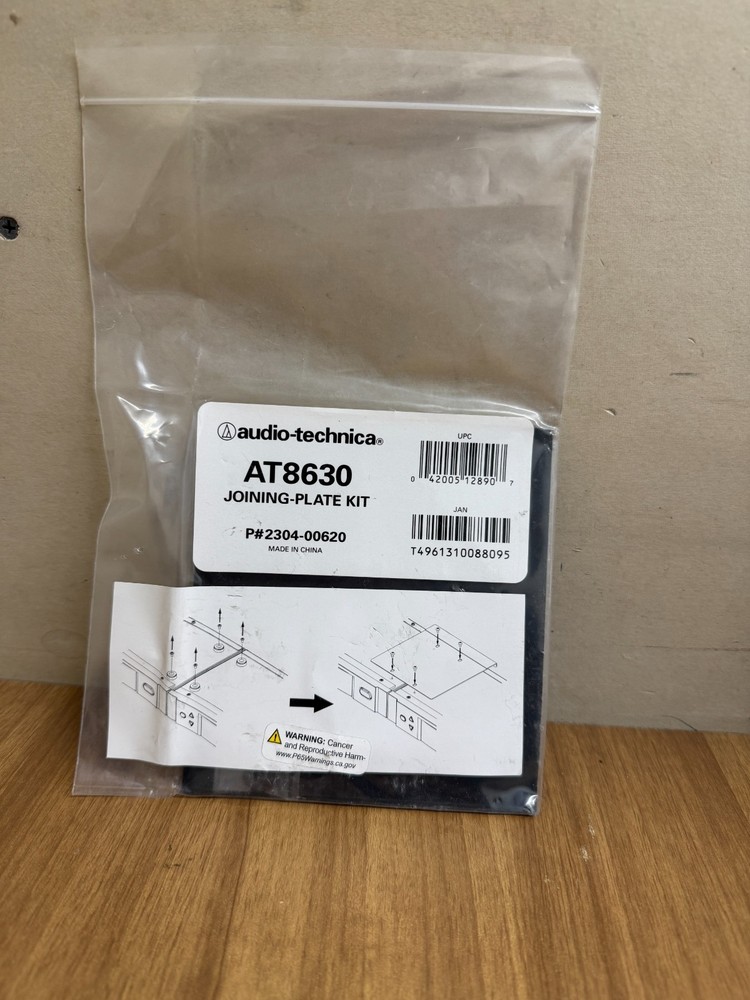 audio-technica®
AT8630
JOINING-PLATE KIT
P#2304-00620
MADE IN CHINA
UPC
0 42005 12890 7
JAN
T4961310088095
WARNING: Cancer
and Reproductive Harm-
www.P65Warnings.ca.gov